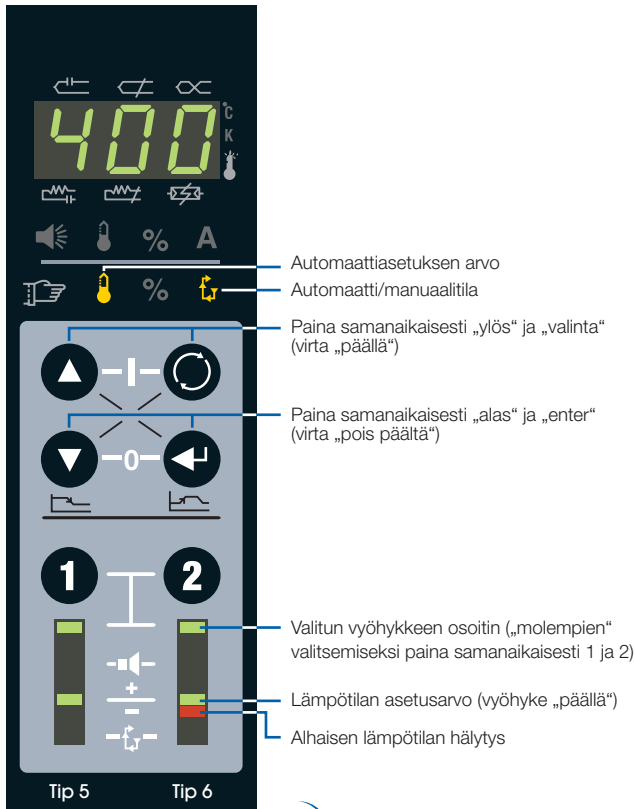 400
°C
K
% A
Automaattiasetuksen arvo
%
Automaatti/manuaalitila
Paina samanaikaisesti „ylös“ ja „valinta“
(virta „päällä“)
Paina samanaikaisesti „alas“ ja „enter“
(virta „pois päältä“)
0
1 2
Valitun vyöhykkeen osoitin („molempien“
valitsemiseksi paina samanaikaisesti 1 ja 2)
+
Lämpötilan asetusarvo (vyöhyke „päällä“)
−
Alhaisen lämpötilan hälytys
Tip 5 Tip 6